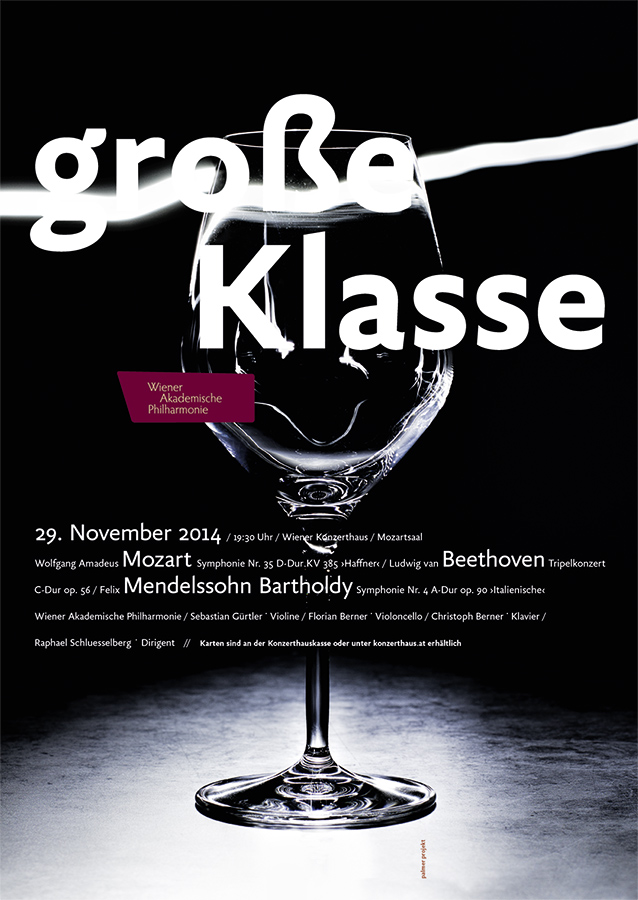 große
Klasse
Wiener
Akademische
Philharmonie
29. November 2014 / 19:30 Uhr / Wiener Konzerthaus / Mozartsaal
Wolfgang Amadeus Mozart Symphonie Nr. 35 D-Dur.KV 385 ›Haffner‹ / Ludwig van Beethoven Tripelkonzert
C-Dur op. 56 / Felix Mendelssohn Bartholdy Symphonie Nr. 4 A-Dur op. 90 ›Italienische‹
Wiener Akademische Philharmonie / Sebastian Gürtler ˙ Violine / Florian Berner ˙ Violoncello / Christoph Berner ˙ Klavier /
Raphael Schluesselberg ˙ Dirigent // Karten sind an der Konzerthauskasse oder unter konzerthaus.at erhältlich
palmer projekt